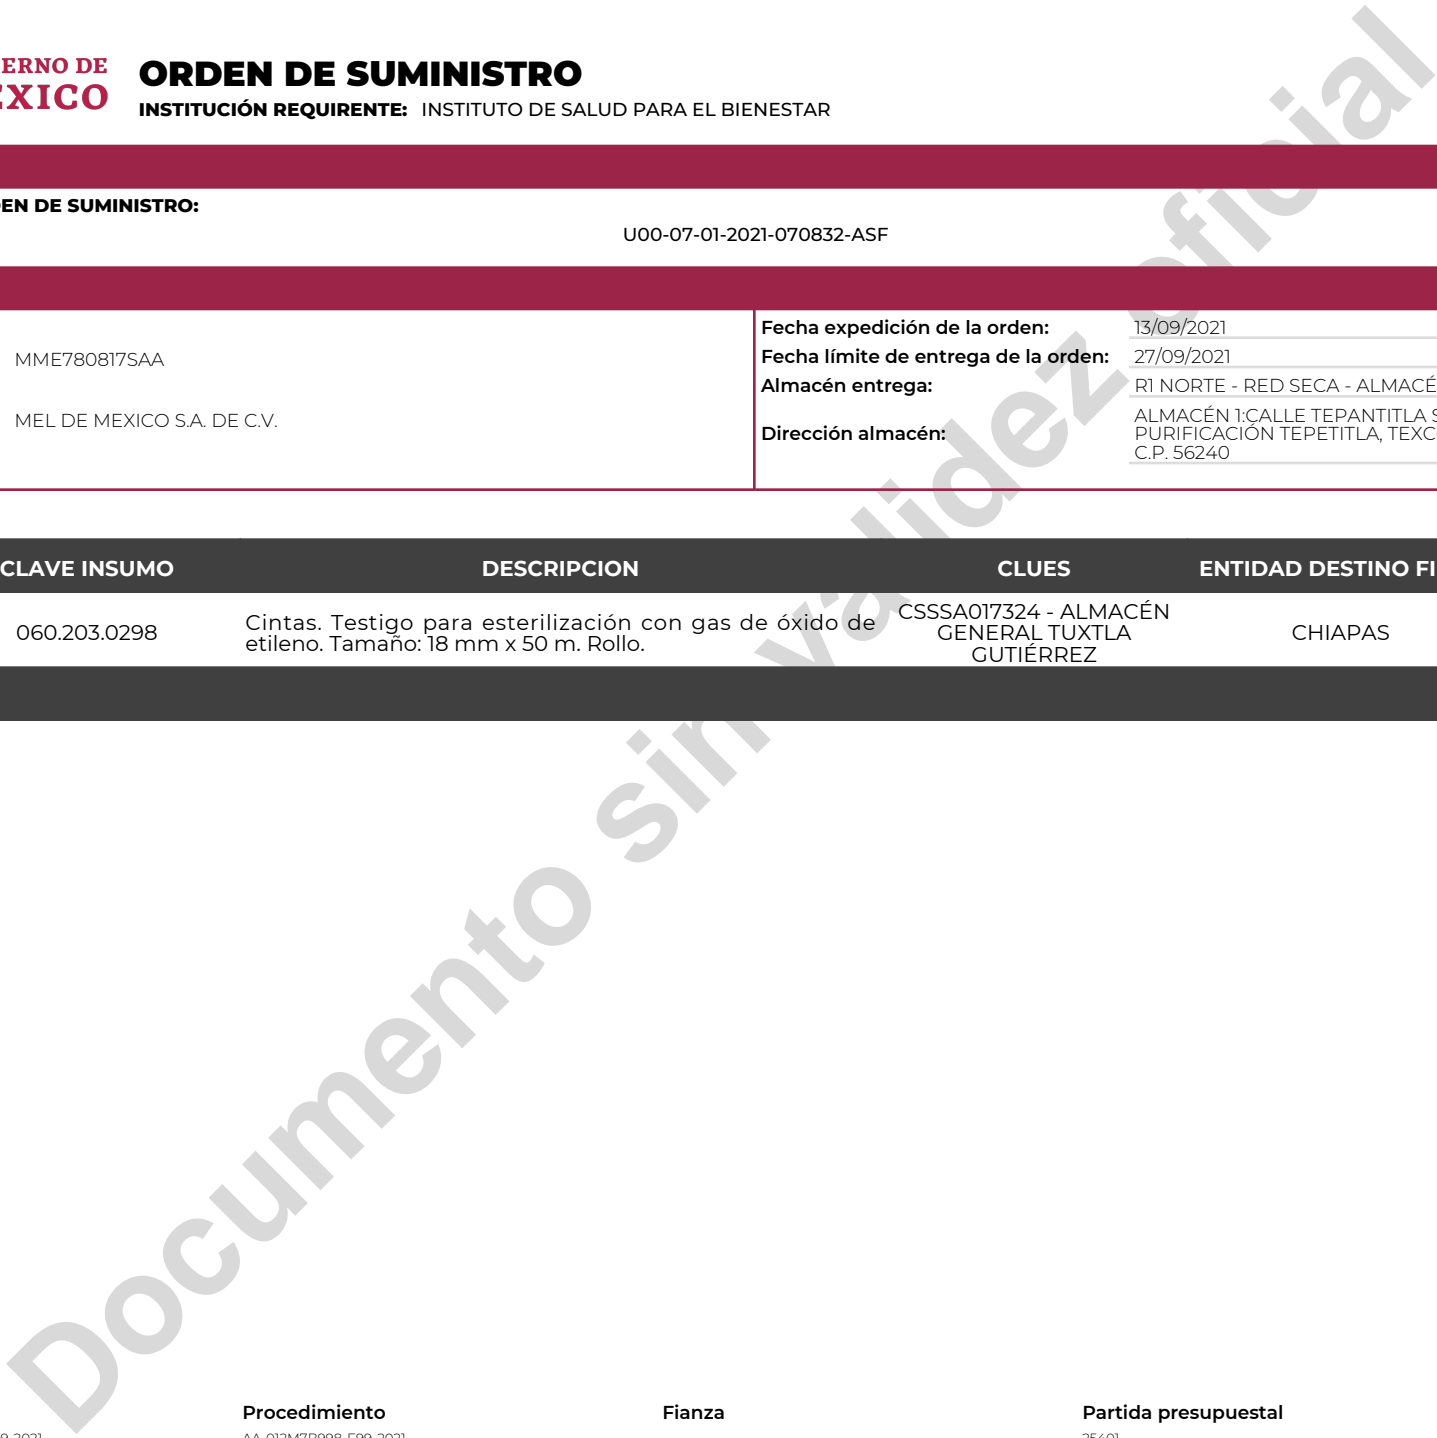 ERNO DE
ORDEN DE SUMINISTRO
INSTITUCIÓN REQUIRENTE: INSTITUTO DE SALUD PARA EL BIENESTAR
DE SUMINISTRO:
U00-07-01-2021-070832-ASF
MME780817SAA
MEL DE MEXICO S.A. DE C.V.
Fecha expedición de la orden: 13/09/2021
Fecha límite de entrega de la orden: 27/09/2021
Almacén entrega: R1 NORTE - RED SECA - ALMACÉ
Dirección almacén:
ALMACÉN 1:CALLE TEPANTITLA S
PURIFICACIÓN TEPETITLA, TEXC
C.P. 56240
CLAVE INSUMO DESCRIPCION CLUES ENTIDAD DESTINO FI
060.203.0298
Cintas. Testigo para esterilización con gas de óxido de
etileno. Tamaño: 18 mm x 50 m. Rollo.
CSSSA017324 - ALMACÉN
GENERAL TUXTLA
GUTIÉRREZ
CHIAPAS
Documento sin validez oficial
Procedimiento Fianza Partida presupuestal